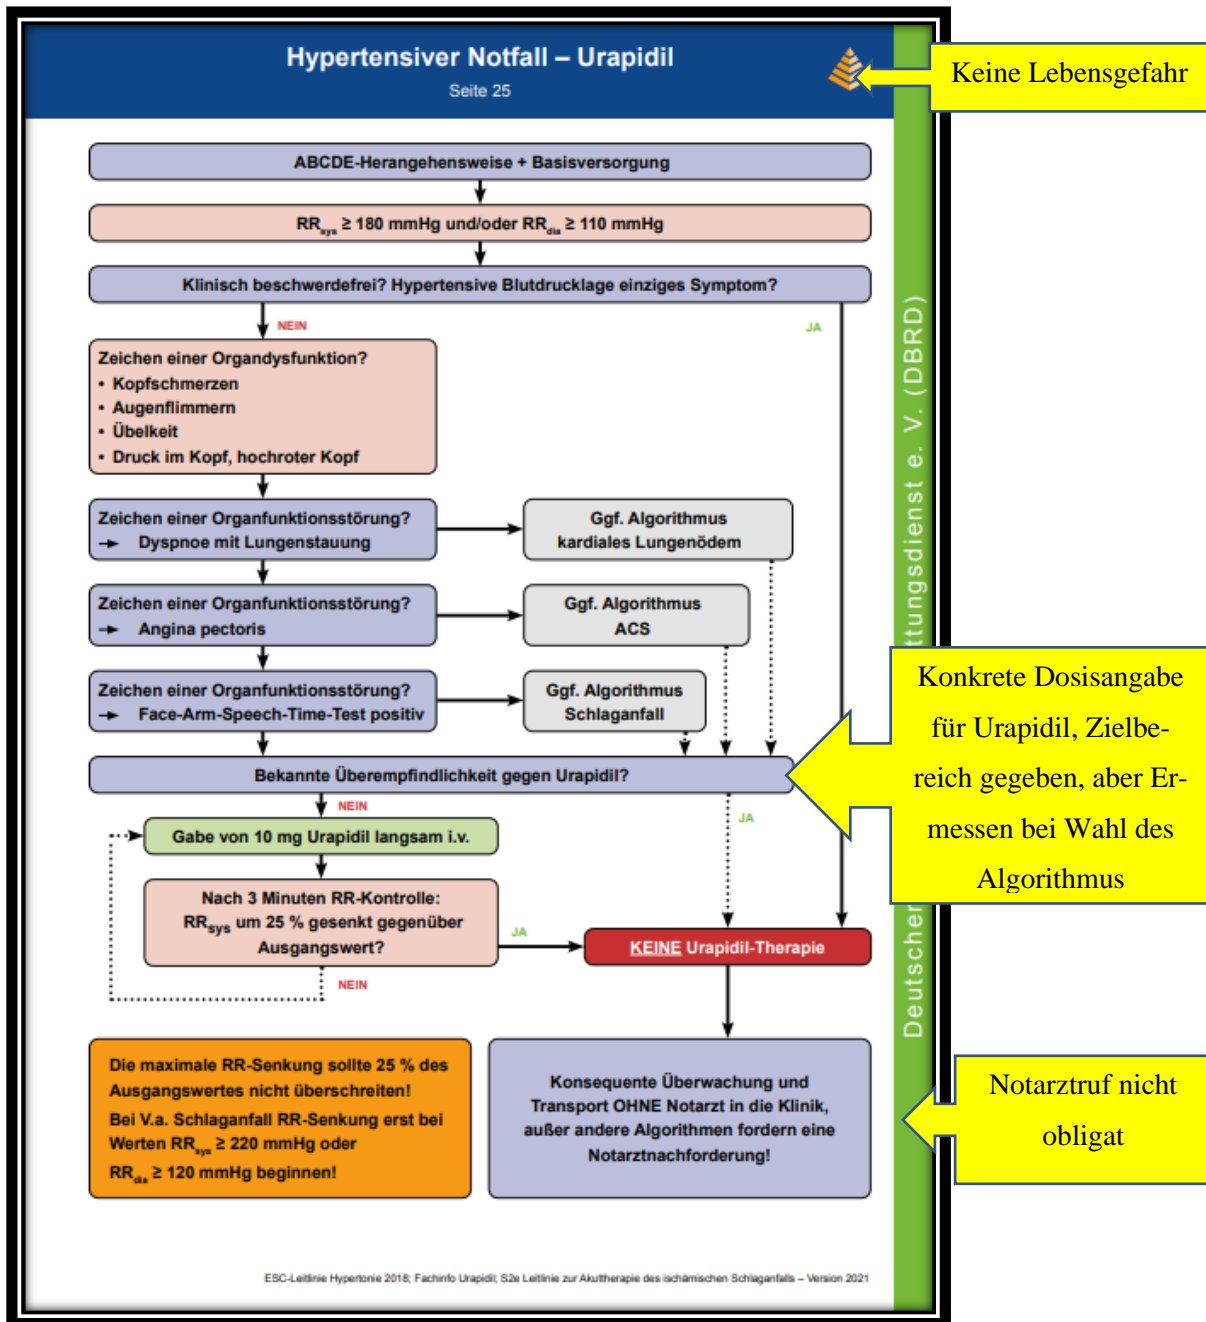 Hypertensiver Notfall – Urapidil
Seite 25
Keine Lebensgefahr
ABCDE-Herangehensweise + Basisversorgung
RRsys ≥ 180 mmHg und/oder RRdia ≥ 110 mmHg
Klinisch beschwerdefrei? Hypertensive Blutdrucklage einziges Symptom?
NEIN
JA
Zeichen einer Organdysfunktion?
• Kopfschmerzen
• Augenflimmern
• Übelkeit
• Druck im Kopf, hochroter Kopf
Zeichen einer Organfunktionsstörung?
→ Dyspnoe mit Lungenstauung
Ggf. Algorithmus
kardiales Lungenödem
Zeichen einer Organfunktionsstörung?
→ Angina pectoris
Ggf. Algorithmus
ACS
Zeichen einer Organfunktionsstörung?
→ Face-Arm-Speech-Time-Test positiv
Ggf. Algorithmus
Schlaganfall
Bekannte Überempfindlichkeit gegen Urapidil?
NEIN
JA
Konkrete Dosisangabe
für Urapidil, Zielbe-
reich gegeben, aber Er-
messen bei Wahl des
Algorithmus
Gabe von 10 mg Urapidil langsam i.v.
Nach 3 Minuten RR-Kontrolle:
RRsys um 25 % gesenkt gegenüber
Ausgangswert?
JA
NEIN
KEINE Urapidil-Therapie
Die maximale RR-Senkung sollte 25 % des
Ausgangswertes nicht überschreiten!
Bei V.a. Schlaganfall RR-Senkung erst bei
Werten RRsys ≥ 220 mmHg oder
RRdia ≥ 120 mmHg beginnen!
Konsequente Überwachung und
Transport OHNE Notarzt in die Klinik,
außer andere Algorithmen fordern eine
Notarztnachforderung!
Notarztruf nicht
obligat
Deutscher ttungsdienst e. V. (DBRD)
ESC-Leitlinie Hypertonie 2018; Fachinfo Urapidil; S2e Leitlinie zur Akuttherapie des ischämischen Schlaganfalls – Version 2021